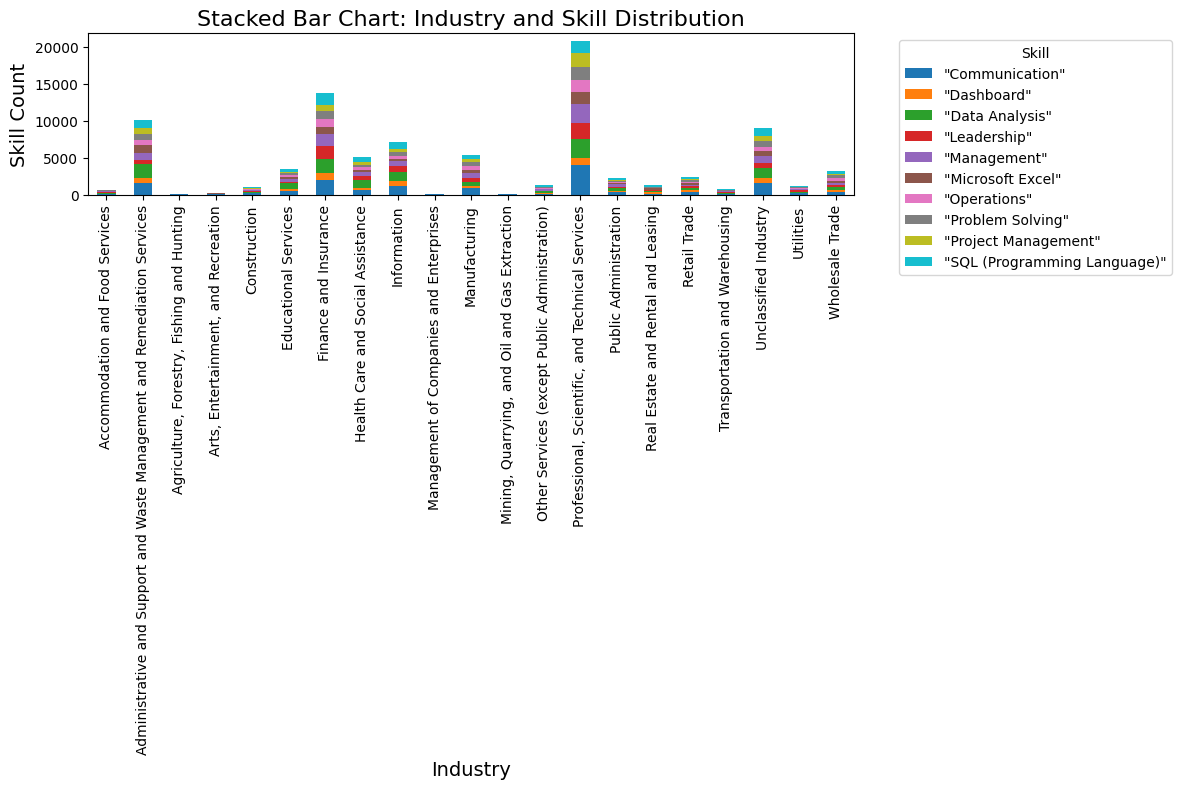 Stacked Bar Chart: Industry and Skill Distribution
Skill Count
20000
15000
10000
5000
0
Accommodation and Food Services
Administrative and Support and Waste Management and Remediation Services
Agriculture, Forestry, Fishing and Hunting
Arts, Entertainment, and Recreation
Construction
Educational Services
Finance and Insurance
Health Care and Social Assistance
Information
Management of Companies and Enterprises
Manufacturing
Mining, Quarrying, and Oil and Gas Extraction
Other Services (except Public Administration)
Professional, Scientific, and Technical Services
Public Administration
Real Estate and Rental and Leasing
Retail Trade
Transportation and Warehousing
Unclassified Industry
Utilities
Wholesale Trade
Industry
Skill
"Communication"
"Dashboard"
"Data Analysis"
"Leadership"
"Management"
"Microsoft Excel"
"Operations"
"Problem Solving"
"Project Management"
"SQL (Programming Language)"